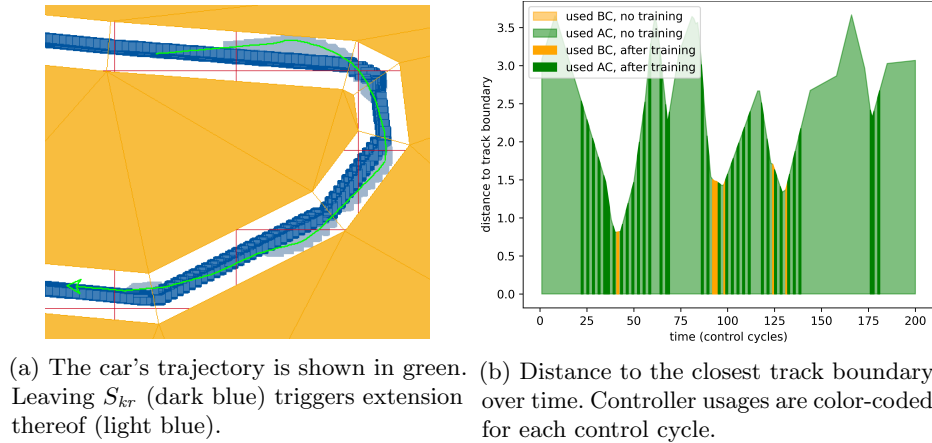 (a) The car's trajectory is shown in green.
Leaving S_kr (dark blue) triggers extension
thereof (light blue).
used BC, no training
used AC, no training
used BC, after training
used AC, after training
distance to track boundary
3.5
3.0
2.5
2.0
1.5
1.0
0.5
0.0
0 25 50 75 100 125 150 175 200
time (control cycles)
(b) Distance to the closest track boundary
over time. Controller usages are color-coded
for each control cycle.